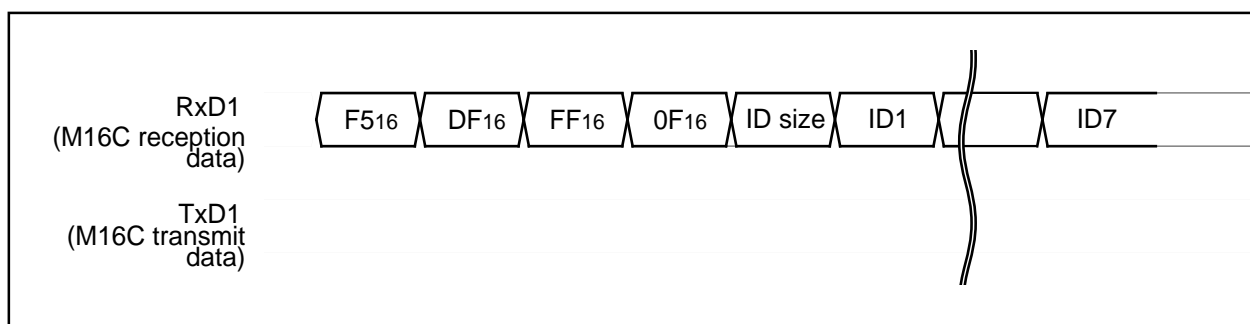 RxD1
(M16C reception
data)
F516 DF16 FF16 0F16 ID size ID1 ID7
TxD1
(M16C transmit
data)